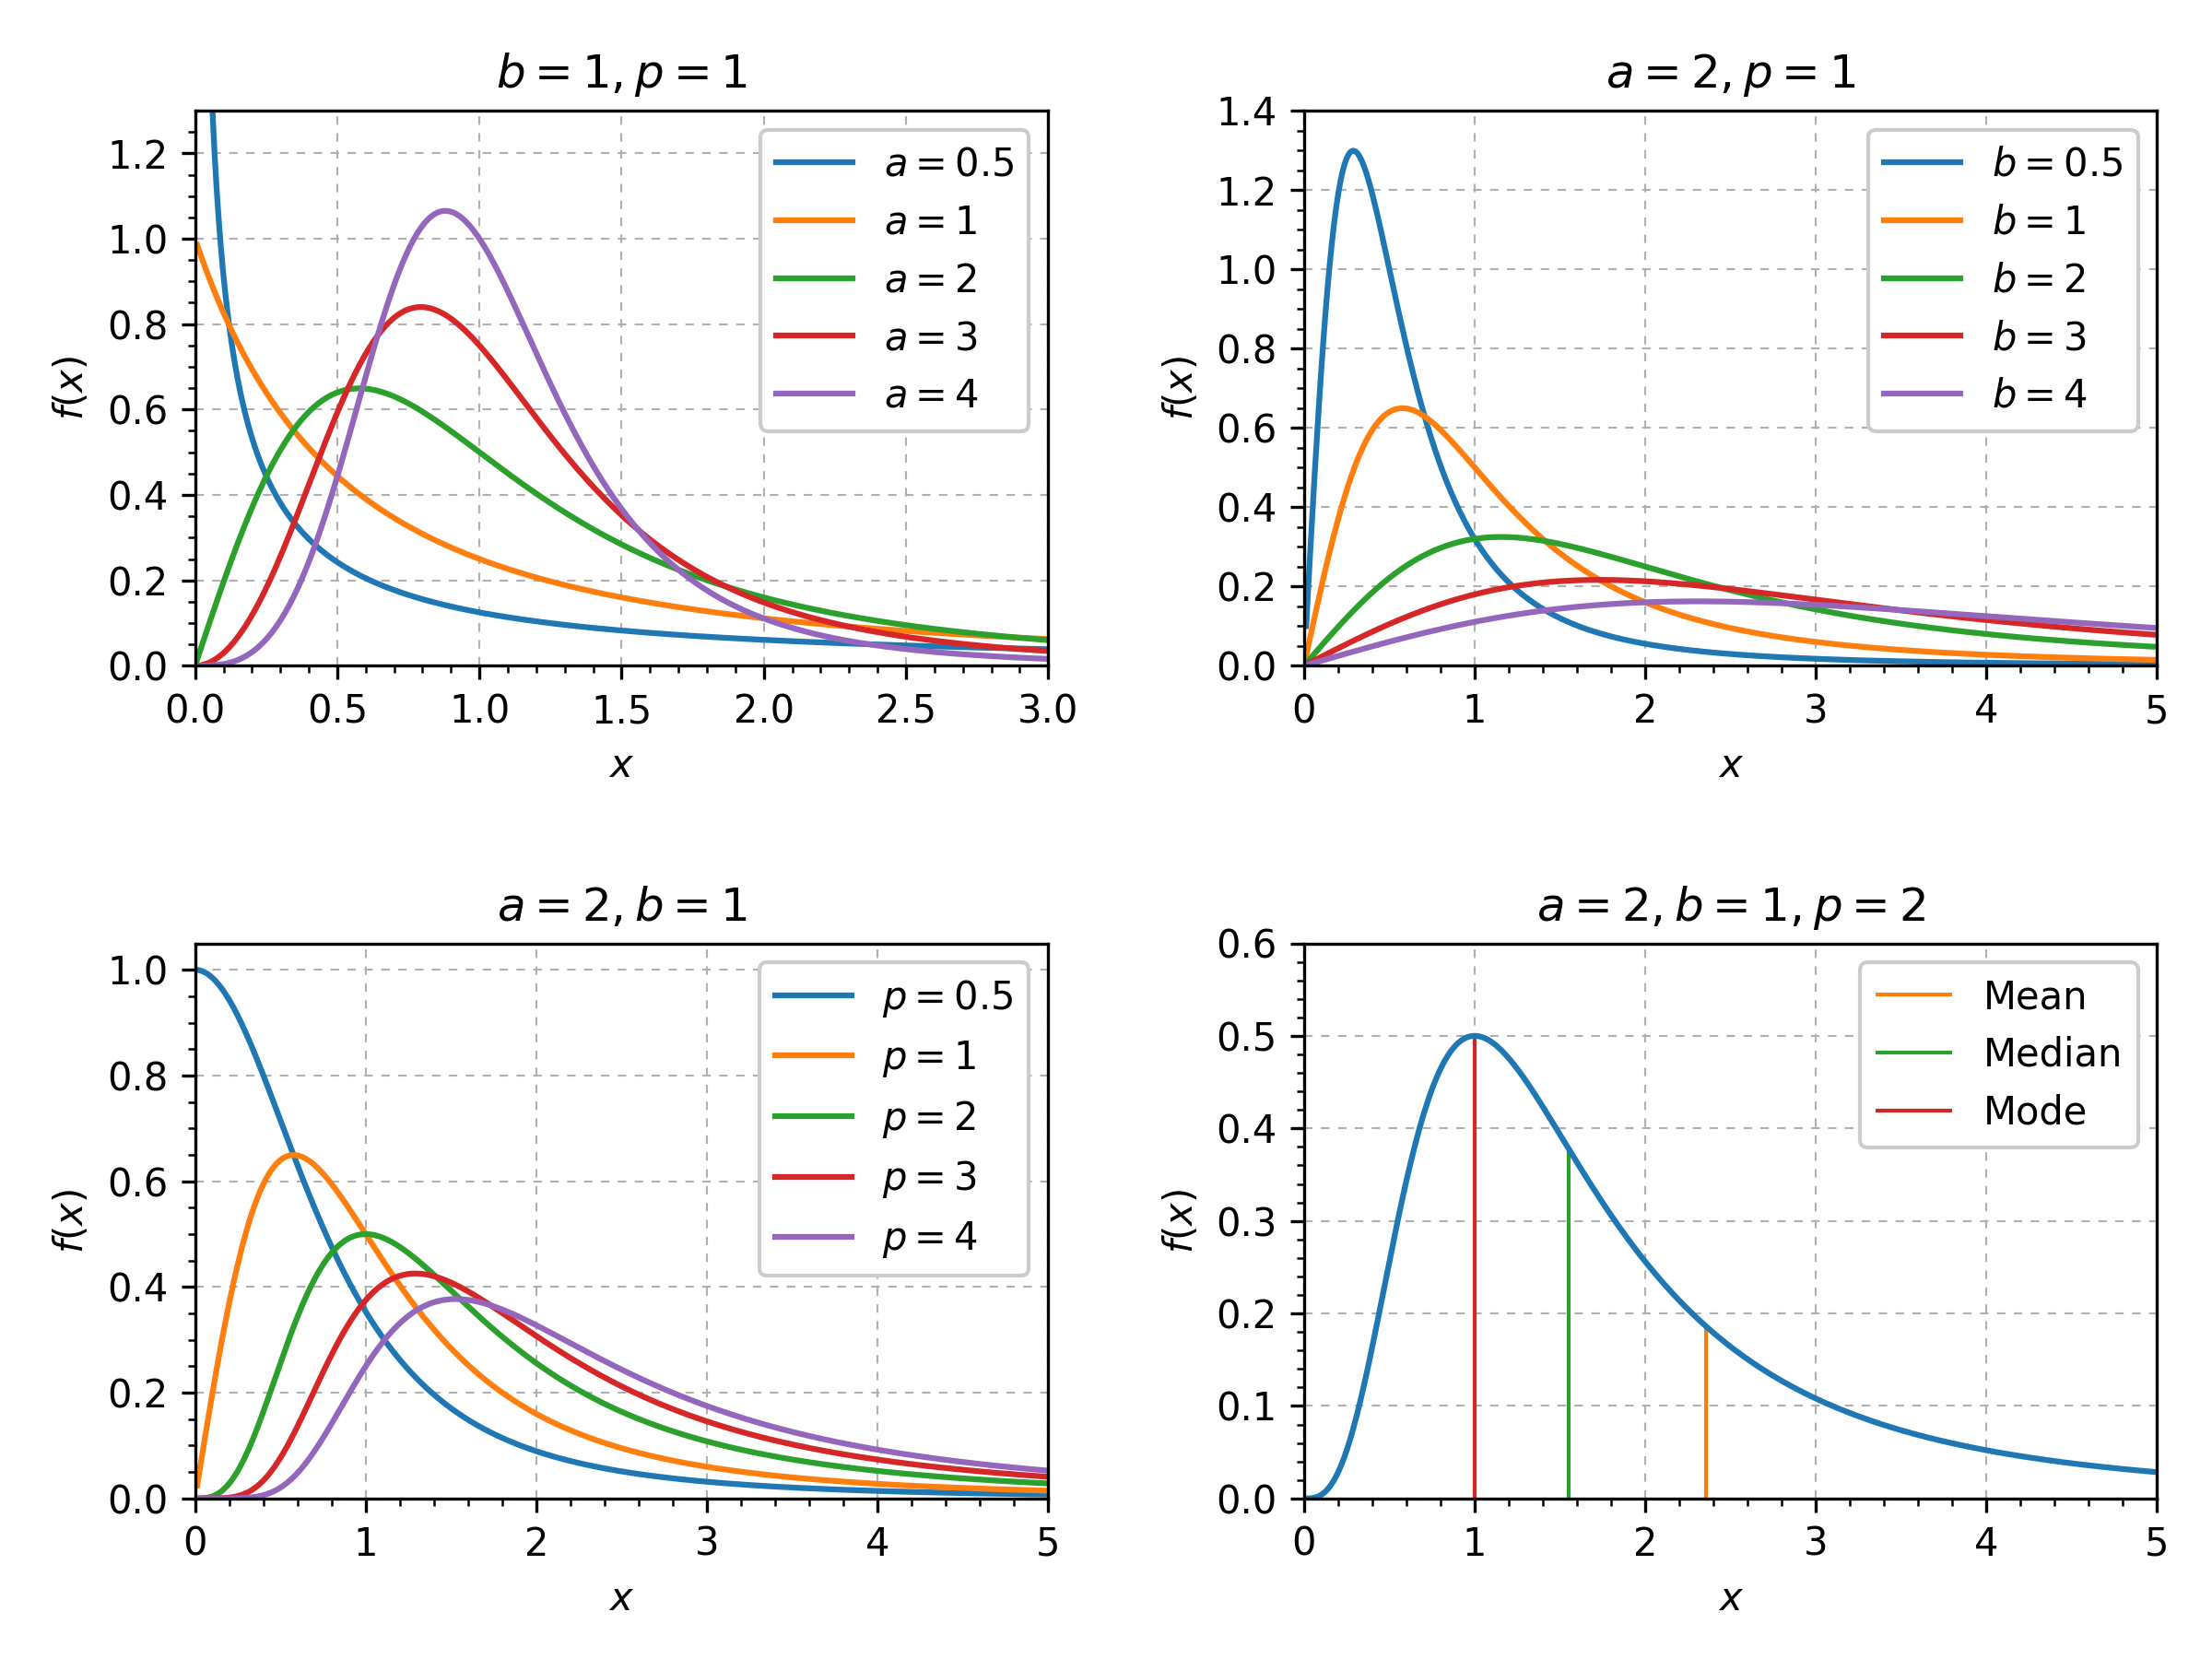 b = 1, p = 1
1.2
1.0
0.8
0.6
0.4
0.2
0.0
f(x)
0.0 0.5 1.0 1.5 2.0 2.5 3.0
x
a = 0.5
a = 1
a = 2
a = 3
a = 4
a = 2, p = 1
1.4
1.2
1.0
0.8
0.6
0.4
0.2
0.0
f(x)
0 1 2 3 4 5
x
b = 0.5
b = 1
b = 2
b = 3
b = 4
a = 2, b = 1
1.0
0.8
0.6
0.4
0.2
0.0
f(x)
0 1 2 3 4 5
x
p = 0.5
p = 1
p = 2
p = 3
p = 4
a = 2, b = 1, p = 2
0.6
0.5
0.4
0.3
0.2
0.1
0.0
f(x)
0 1 2 3 4 5
x
Mean
Median
Mode